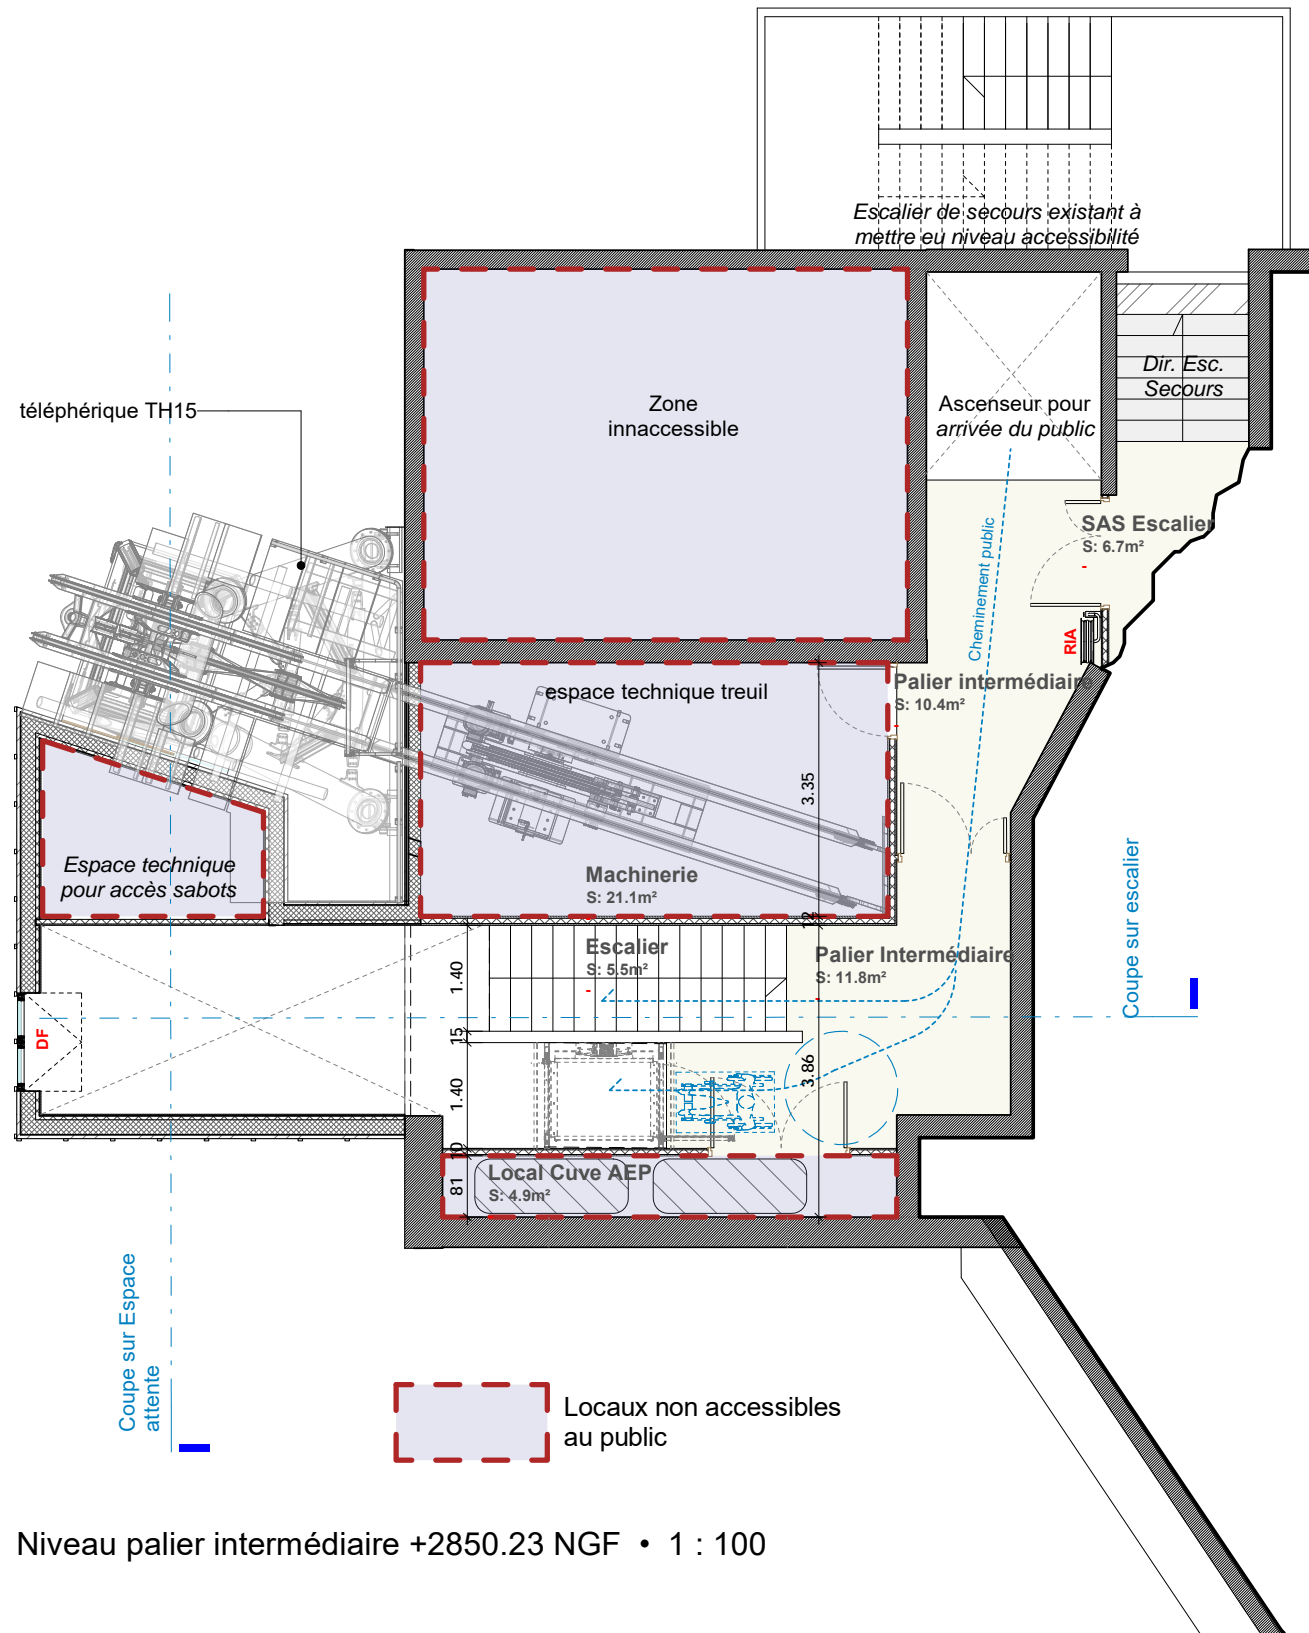 Escalier de secours existant à
mettre eu niveau accessibilité
Dir. Esc.
Secours
Zone
innaccessible
Ascenseur pour
arrivée du public
téléphérique TH15
SAS Escalier
S: 6.7m²
-
Cheminement public
RIA
Palier intermédiaire
S: 10.4m²
-
espace technique treuil
3.35
Espace technique
pour accès sabots
Machinerie
S: 21.1m²
12
Coupe sur escalier
Escalier
S: 5.5m²
-
Palier Intermédiaire
S: 11.8m²
-
1.40
15
1.40
10
81
3.86
DF
Local Cuve AEP
S: 4.9m²
Coupe sur Espace
attente
Locaux non accessibles
au public
Niveau palier intermédiaire +2850.23 NGF • 1 : 100